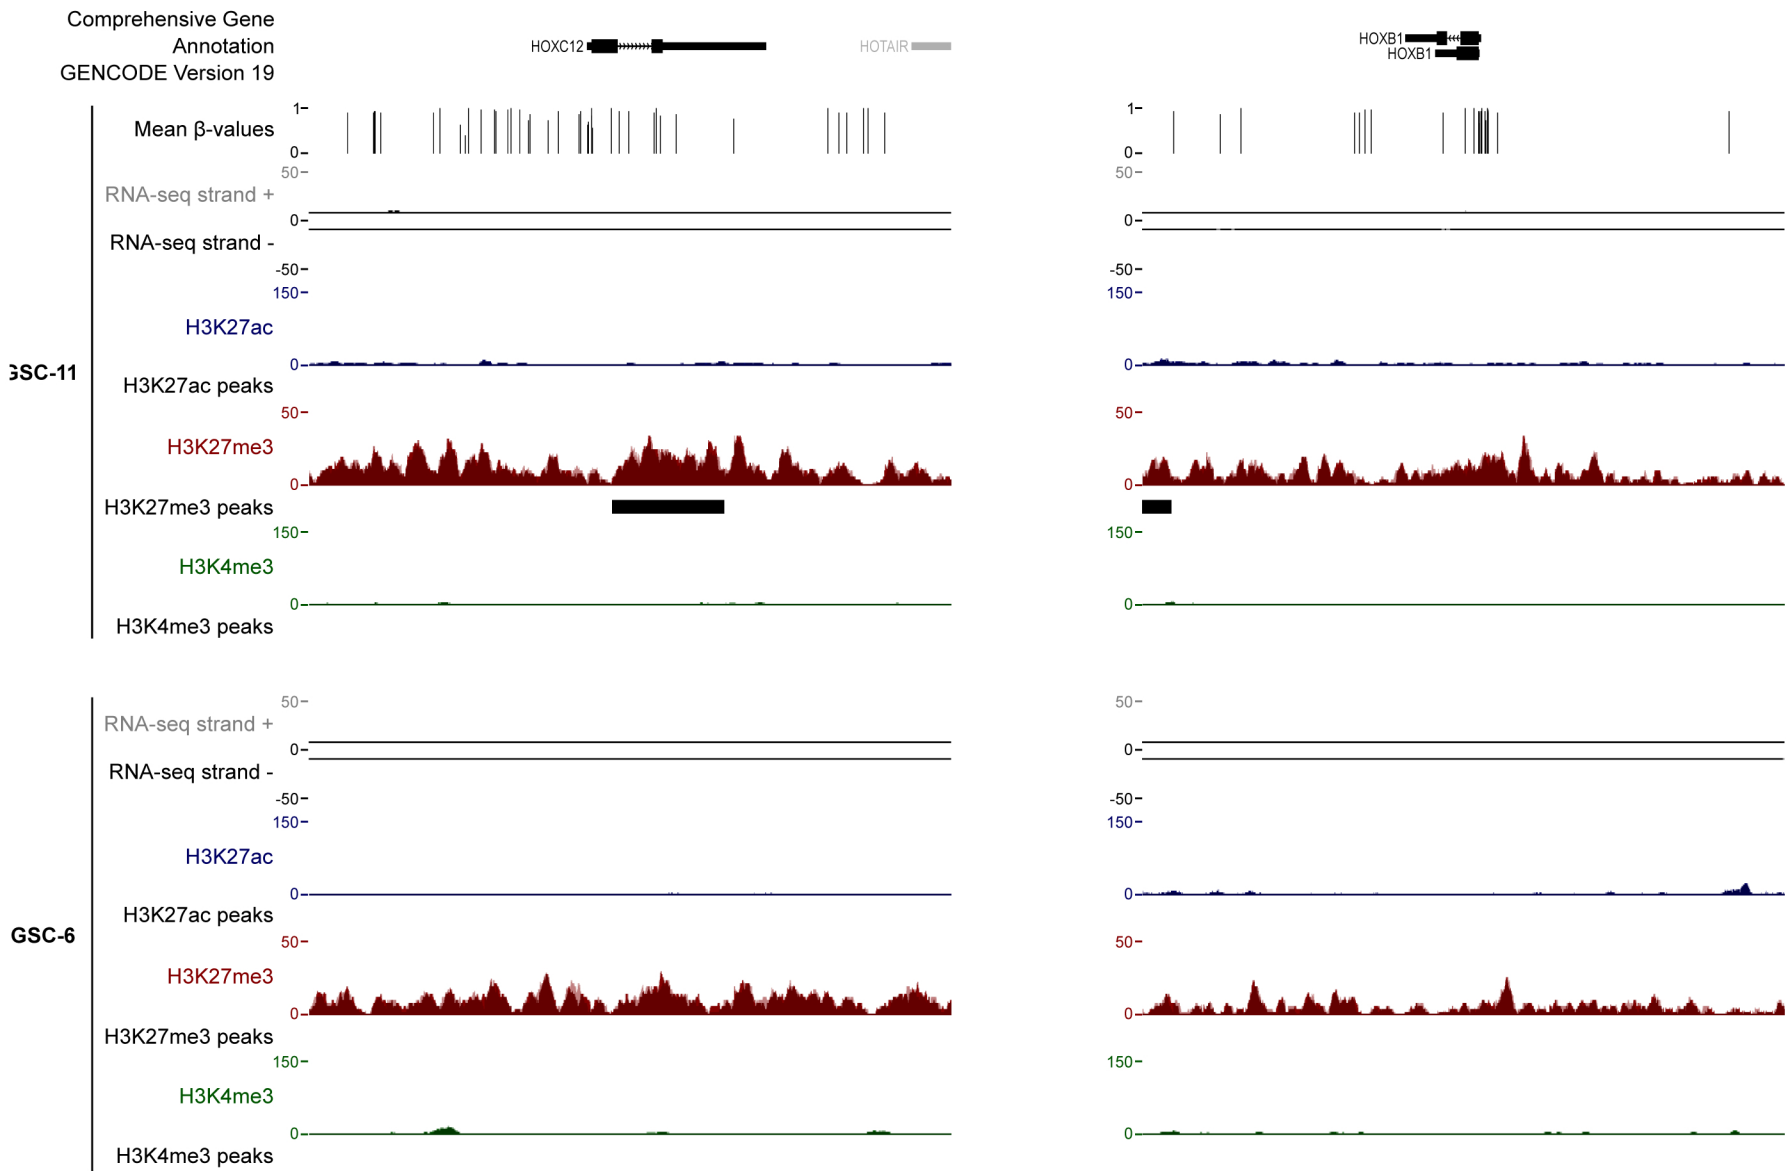 Comprehensive Gene
Annotation
GENCODE Version 19
HOXC12
HOTAIR
HOXB1
HOXB1
GSC-11
Mean β-values
1
0
1
0
RNA-seq strand +
50
0
50
0
RNA-seq strand -
-50
-50
H3K27ac
150
0
150
0
H3K27ac peaks
H3K27me3
50
0
50
0
H3K27me3 peaks
H3K4me3
150
0
150
0
H3K4me3 peaks
GSC-6
RNA-seq strand +
50
0
50
0
RNA-seq strand -
-50
-50
H3K27ac
150
0
150
0
H3K27ac peaks
H3K27me3
50
0
50
0
H3K27me3 peaks
H3K4me3
150
0
150
0
H3K4me3 peaks